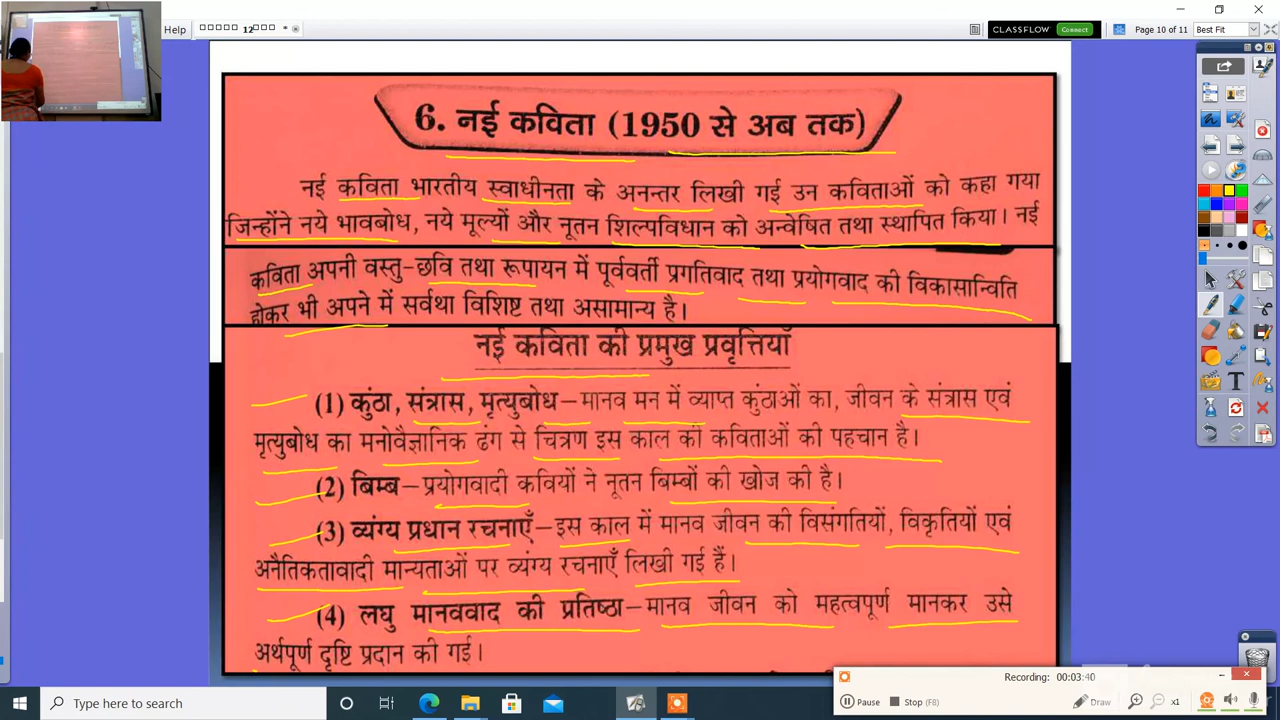 Help
12
CLASSFLOW Connect
Page 10 of 11
Best Fit
6. नई कविता (1950 से अब तक)
नई कविता भारतीय स्वाधीनता के अनन्तर लिखी गई उन कविताओं को कहा गया
जिन्होंने नये भावबोध, नये मूल्यों और नूतन शिल्पविधान को अन्वेषित तथा स्थापित किया। नई
कविता अपनी वस्तु-छवि तथा रूपायन में पूर्ववर्ती प्रगतिवाद तथा प्रयोगवाद की विकासान्विति
होकर भी अपने में सर्वथा विशिष्ट तथा असामान्य है।
नई कविता की प्रमुख प्रवृत्तियाँ
(1) कुंठा, संत्रास, मृत्युबोध–मानव मन में व्याप्त कुंठाओं का, जीवन के संत्रास एवं
मृत्युबोध का मनोवैज्ञानिक ढंग से चित्रण इस काल की कविताओं की पहचान है।
(2) बिम्ब–प्रयोगवादी कवियों ने नूतन बिम्बों की खोज की है।
(3) व्यंग्य प्रधान रचनाएँ–इस काल में मानव जीवन की विसंगतियों, विकृतियों एवं
अनैतिकतावादी मान्यताओं पर व्यंग्य रचनाएँ लिखी गई हैं।
(4) लघु मानववाद की प्रतिष्ठा–मानव जीवन को महत्वपूर्ण मानकर उसे
अर्थपूर्ण दृष्टि प्रदान की गई।
Recording: 00:03:40
Pause
Stop (F8)
Draw
x1
Type here to search